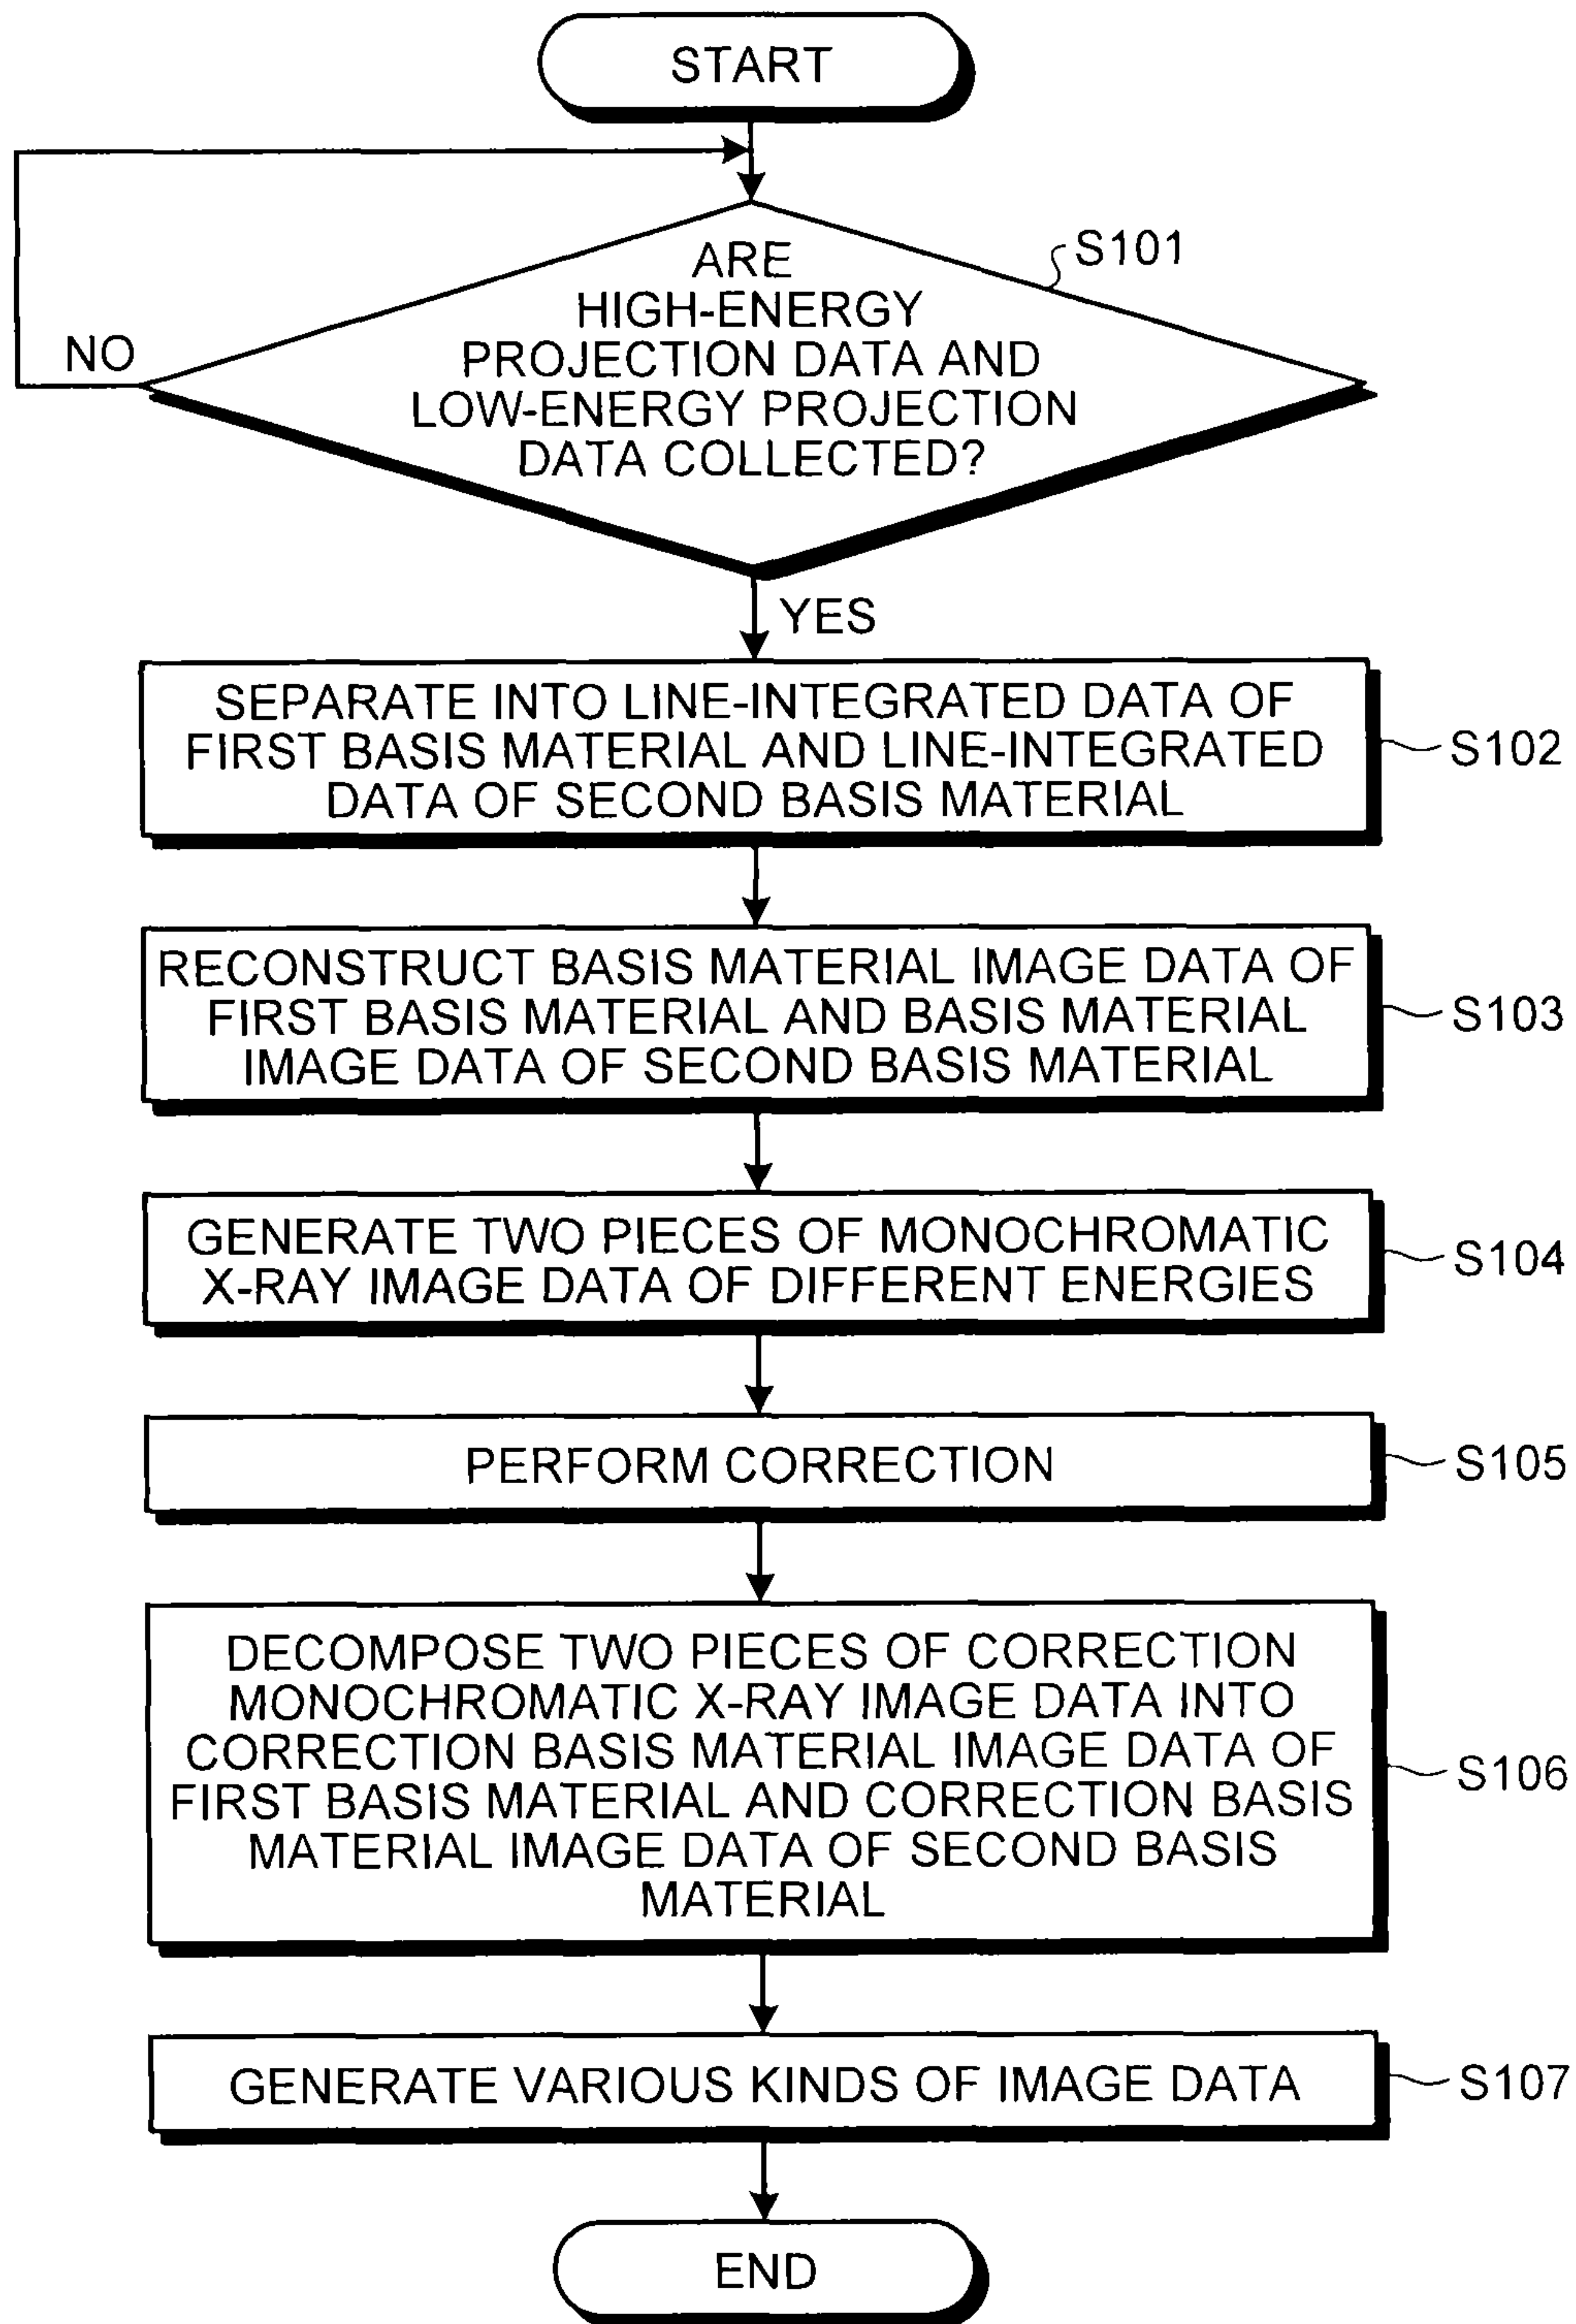 START
ARE
HIGH-ENERGY
PROJECTION DATA AND
LOW-ENERGY PROJECTION
DATA COLLECTED?
S101
NO
YES
SEPARATE INTO LINE-INTEGRATED DATA OF
FIRST BASIS MATERIAL AND LINE-INTEGRATED
DATA OF SECOND BASIS MATERIAL
S102
RECONSTRUCT BASIS MATERIAL IMAGE DATA OF
FIRST BASIS MATERIAL AND BASIS MATERIAL
IMAGE DATA OF SECOND BASIS MATERIAL
S103
GENERATE TWO PIECES OF MONOCHROMATIC
X-RAY IMAGE DATA OF DIFFERENT ENERGIES
S104
PERFORM CORRECTION
S105
DECOMPOSE TWO PIECES OF CORRECTION
MONOCHROMATIC X-RAY IMAGE DATA INTO
CORRECTION BASIS MATERIAL IMAGE DATA OF
FIRST BASIS MATERIAL AND CORRECTION BASIS
MATERIAL IMAGE DATA OF SECOND BASIS
MATERIAL
S106
GENERATE VARIOUS KINDS OF IMAGE DATA
S107
END